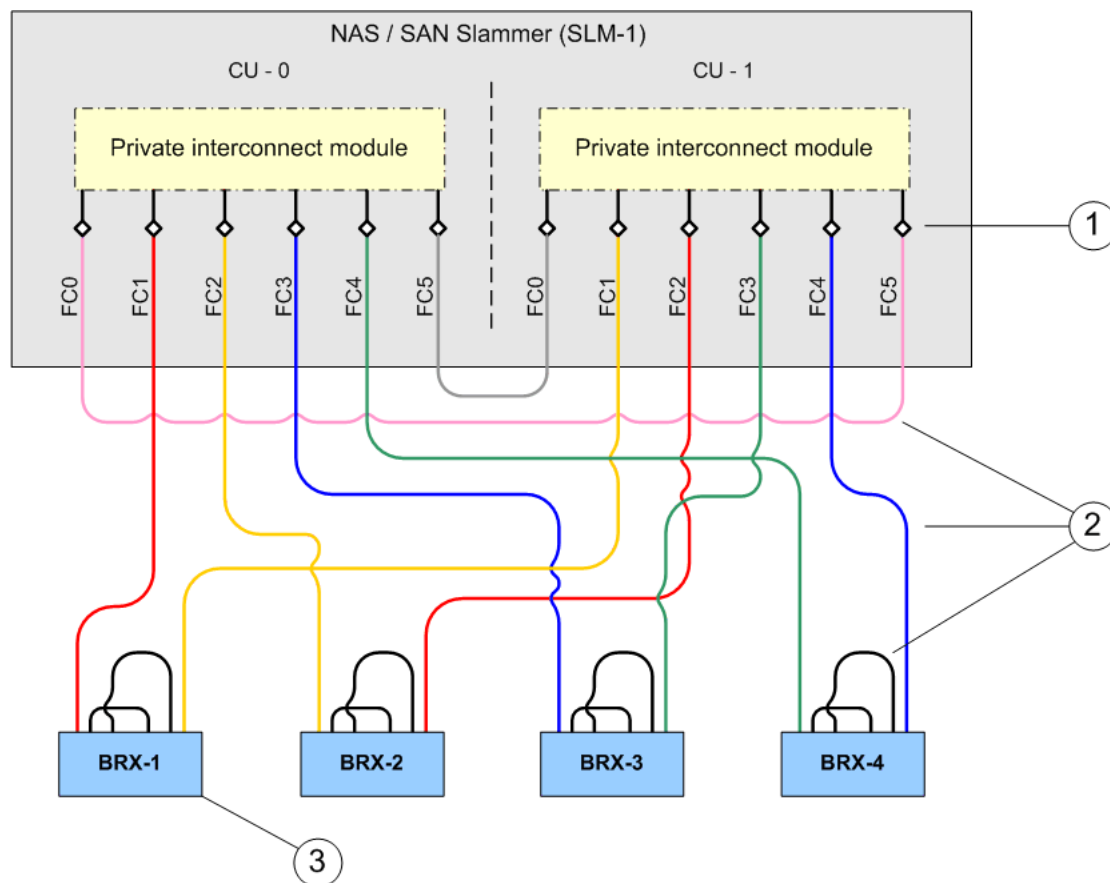 NAS / SAN Slammer (SLM-1)
CU - 0
CU - 1
Private interconnect module
Private interconnect module
1
FC0
FC1
FC2
FC3
FC4
FC5
FC0
FC1
FC2
FC3
FC4
FC5
2
BRX-1
BRX-2
BRX-3
BRX-4
3